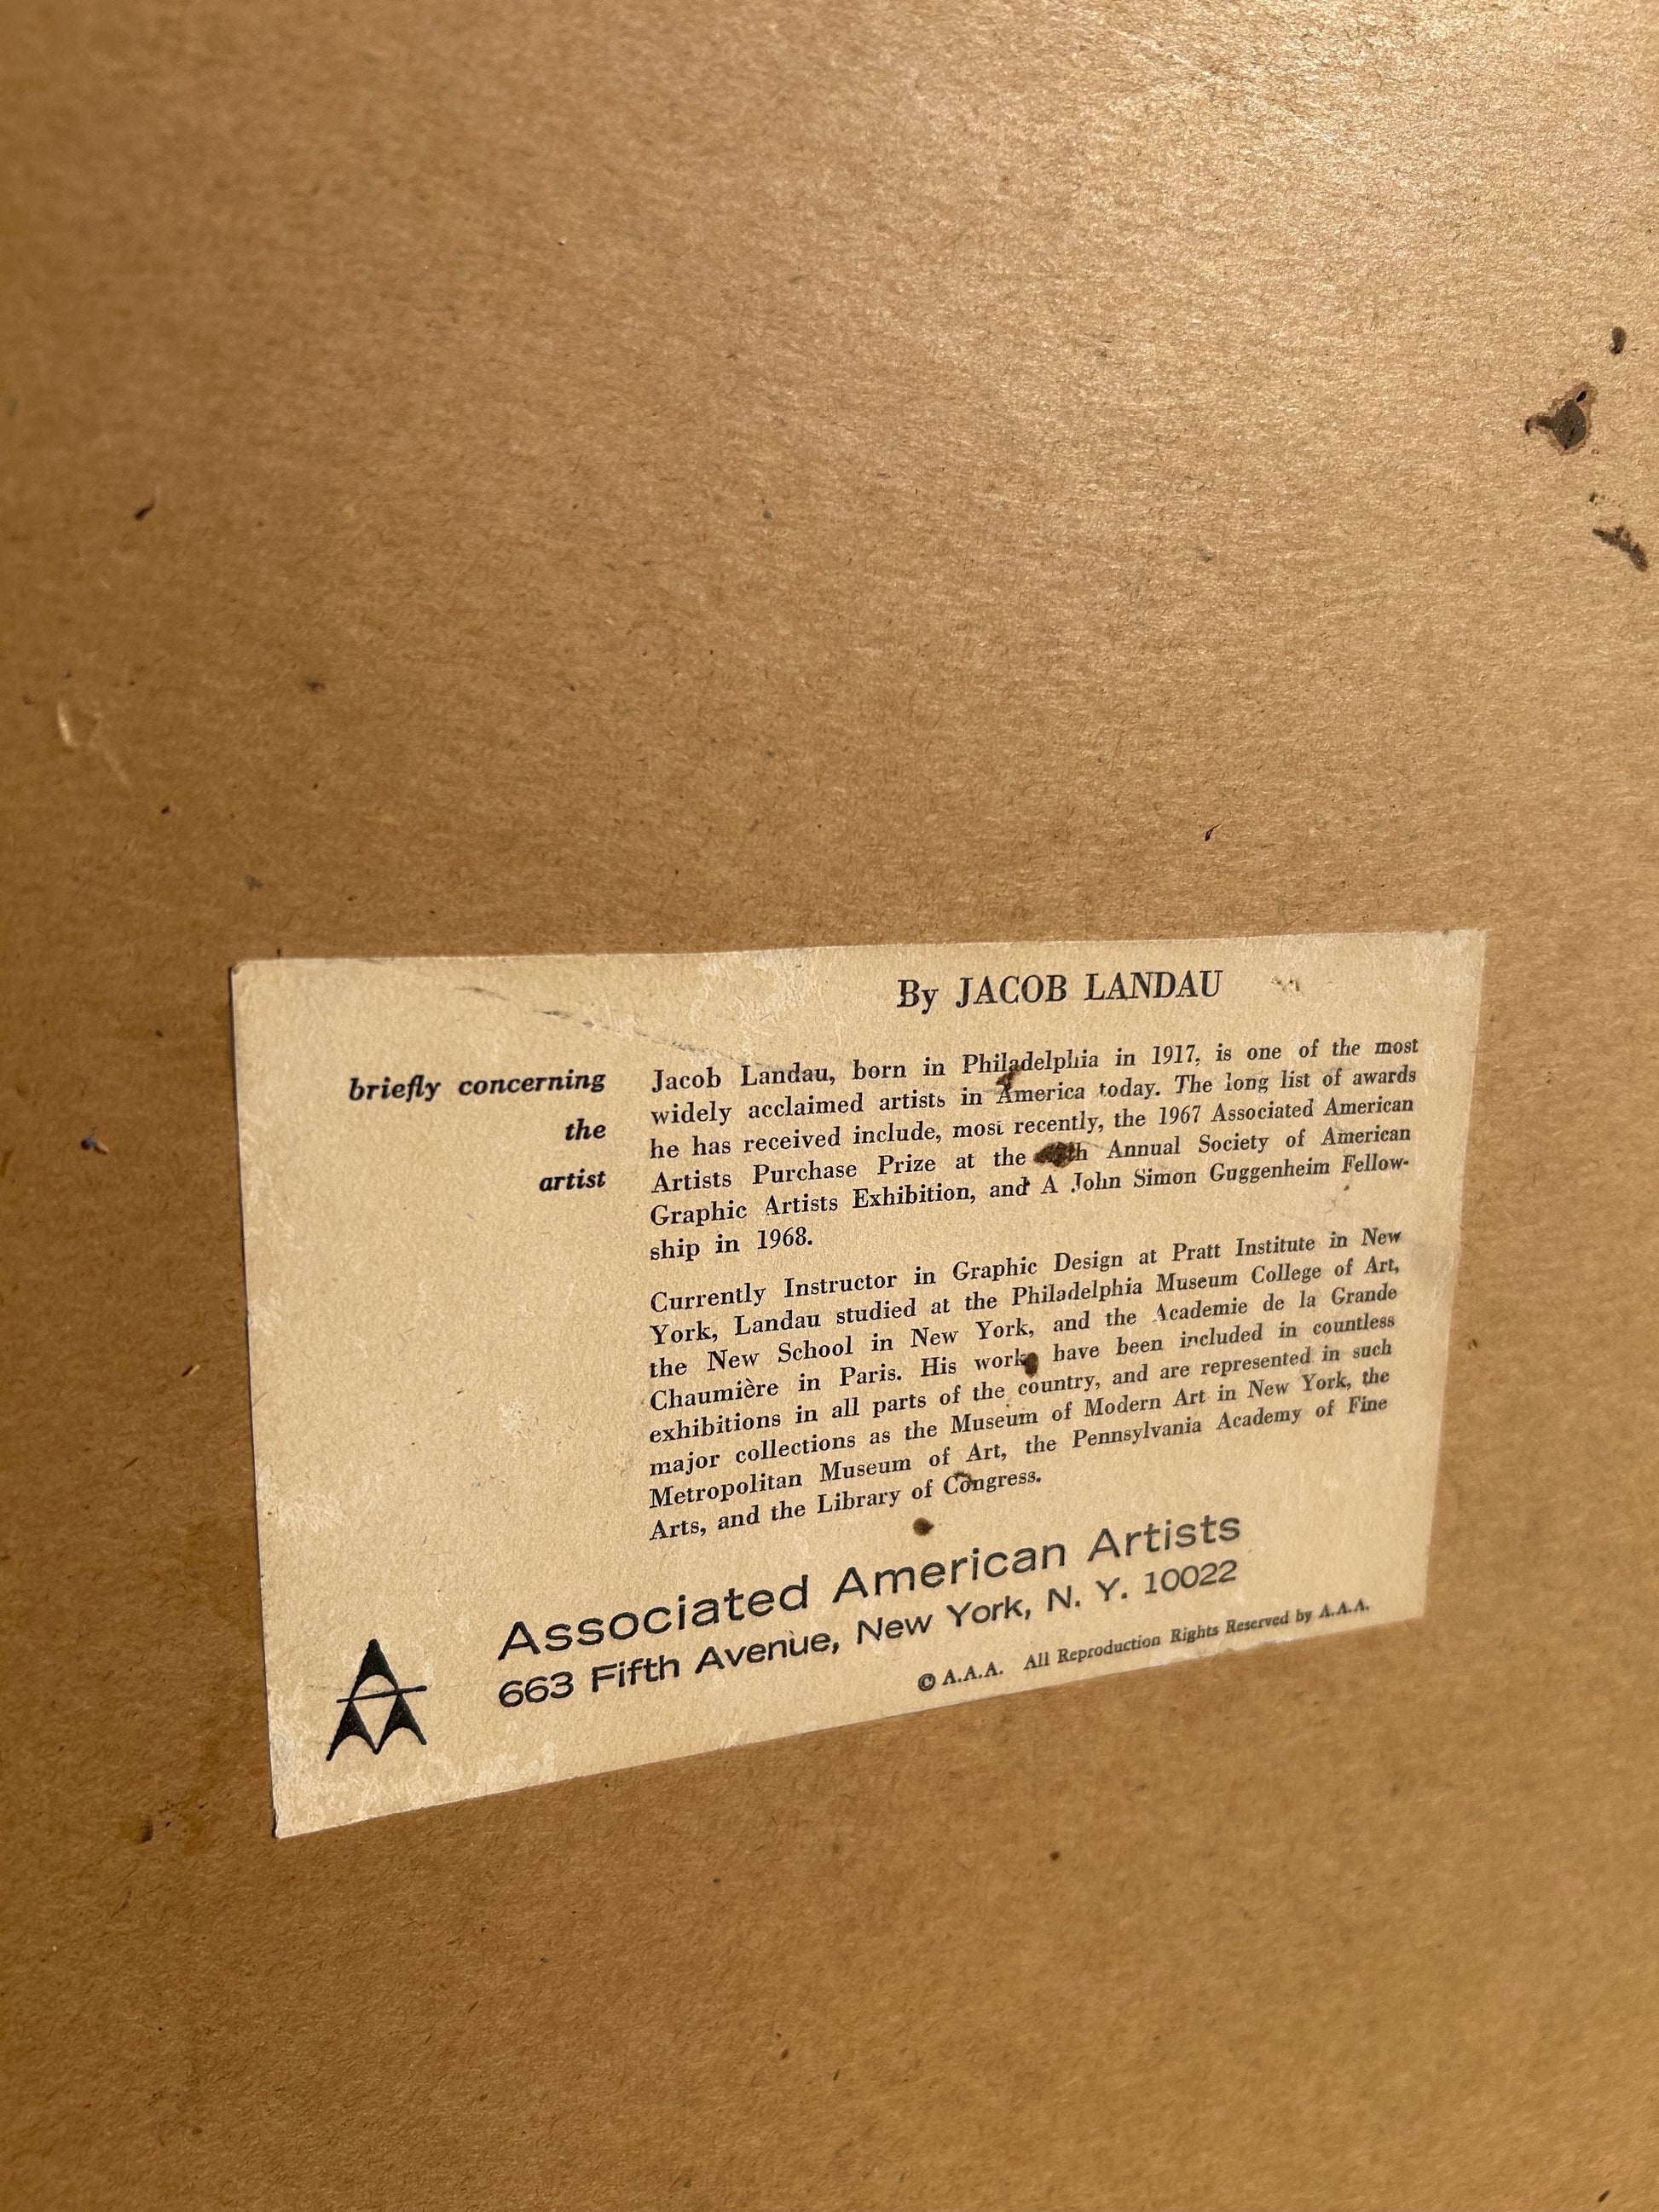 By JACOB LANDAU
briefly concerning
the
artist
Jacob Landau, born in Philadelphia in 1917, is one of the most
widely acclaimed artists in America today. The long list of awards
he has received include, most recently, the 1967 Associated American
Artists Purchase Prize at the Annual Society of American
Graphic Artists Exhibition, and A John Simon Guggenheim Fellow-
ship in 1968.
Currently Instructor in Graphic Design at Pratt Institute in New
York, Landau studied at the Philadelphia Museum College of Art,
the New School in New York, and the Academie de la Grande
Chaumière in Paris. His works have been included in countless
exhibitions in all parts of the country, and are represented in such
major collections as the Museum of Modern Art in New York, the
Metropolitan Museum of Art, the Pennsylvania Academy of Fine
Arts, and the Library of Congress.
Associated American Artists
663 Fifth Avenue, New York, N. Y. 10022
© A.A.A. All Reproduction Rights Reserved by A.A.A.